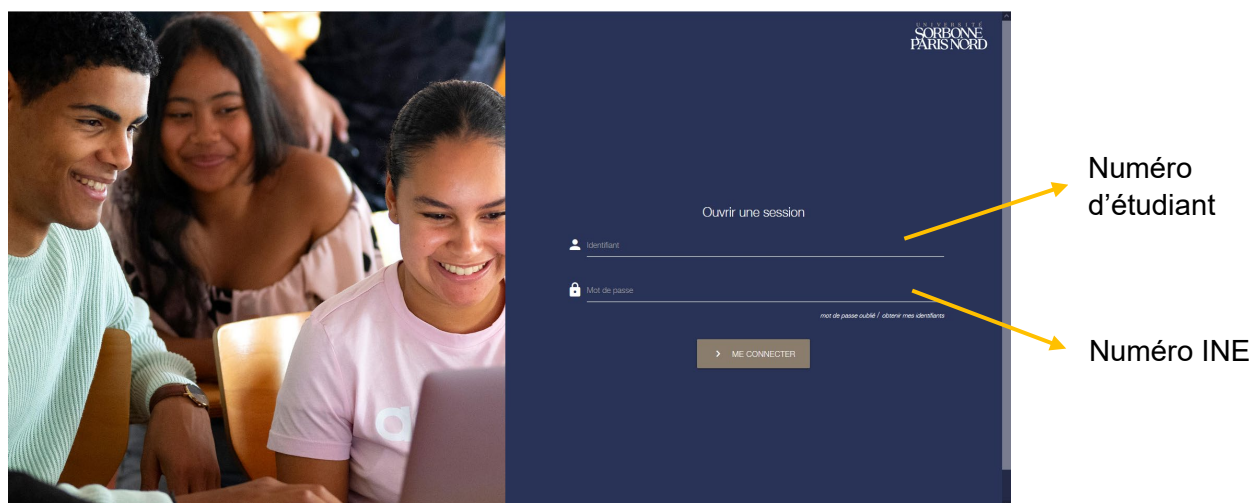 UNIVERSITÉ
SORBONNE
PARIS NORD
Ouvrir une session
Identifiant
Mot de passe
mot de passe oublié / obtenir mes identifiants
ME CONNECTER
Numéro
d’étudiant
Numéro INE